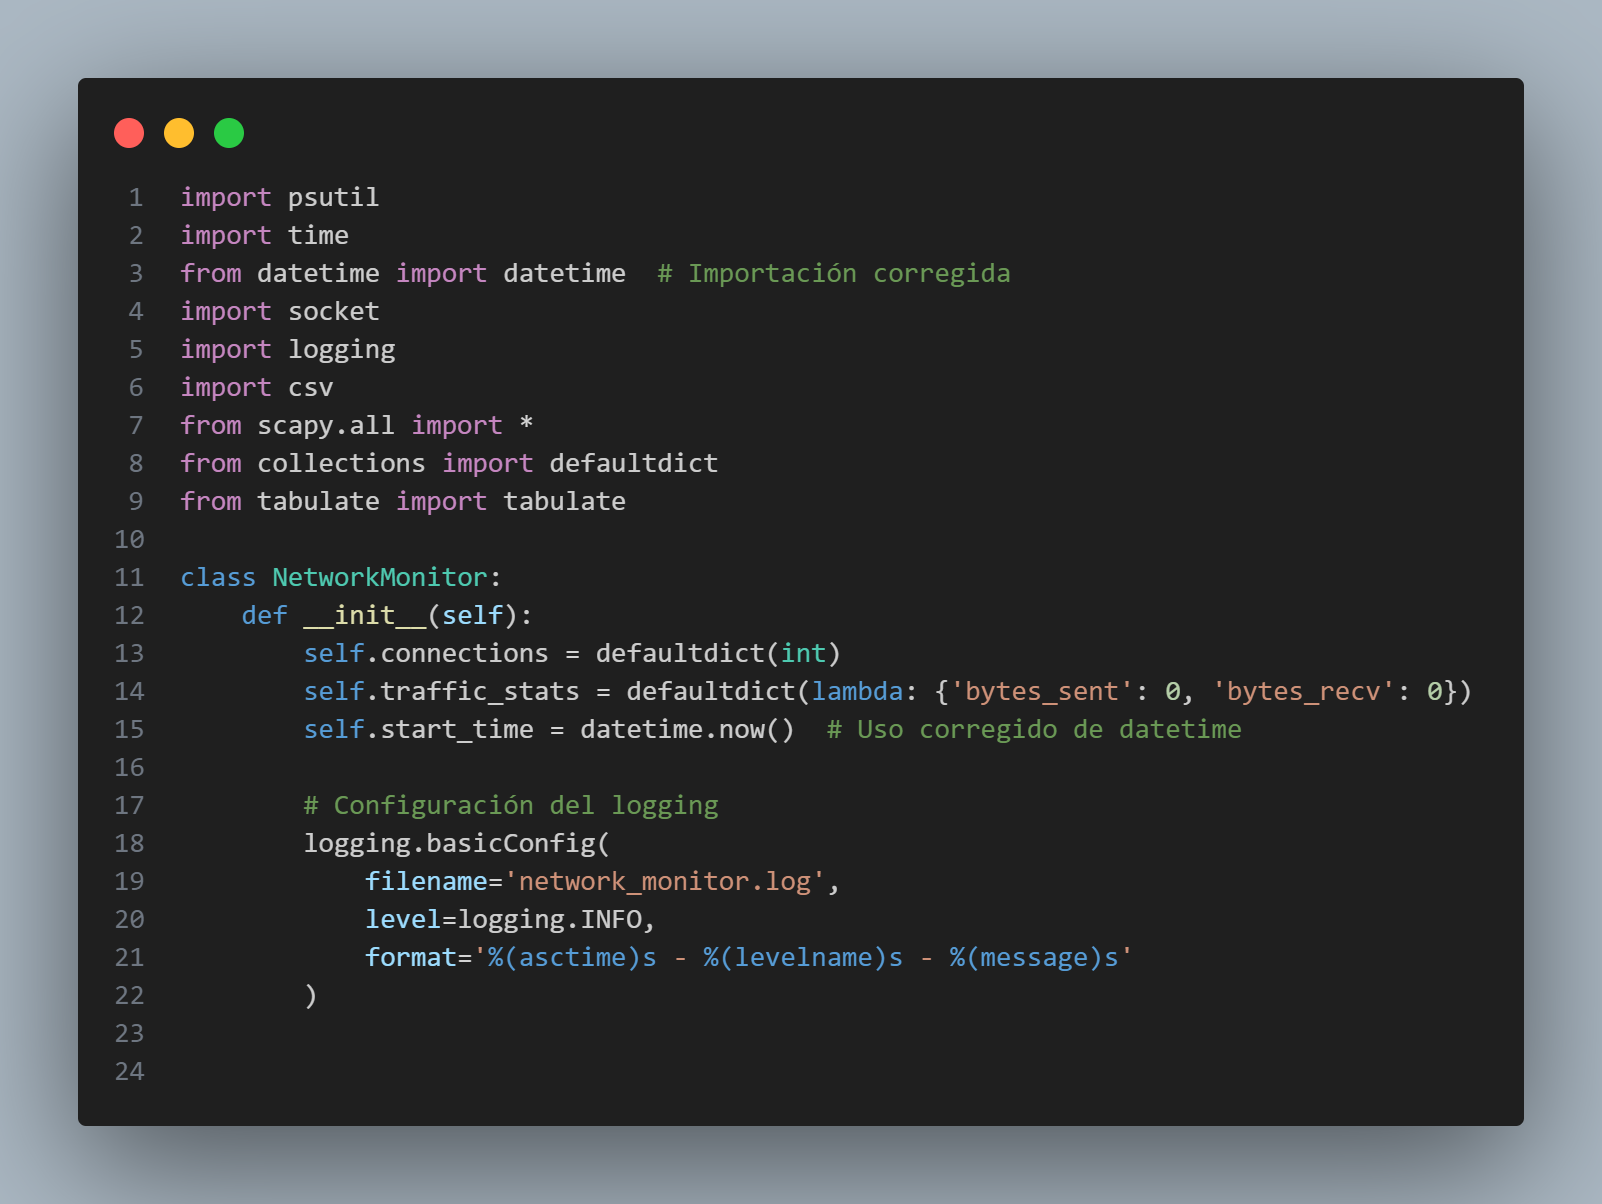 1 import psutil
2 import time
3 from datetime import datetime  # Importación corregida
4 import socket
5 import logging
6 import csv
7 from scapy.all import *
8 from collections import defaultdict
9 from tabulate import tabulate
10
11 class NetworkMonitor:
12     def __init__(self):
13         self.connections = defaultdict(int)
14         self.traffic_stats = defaultdict(lambda: {'bytes_sent': 0, 'bytes_recv': 0})
15         self.start_time = datetime.now()  # Uso corregido de datetime
16
17         # Configuración del logging
18         logging.basicConfig(
19             filename='network_monitor.log',
20             level=logging.INFO,
21             format='%(asctime)s - %(levelname)s - %(message)s'
22         )
23
24